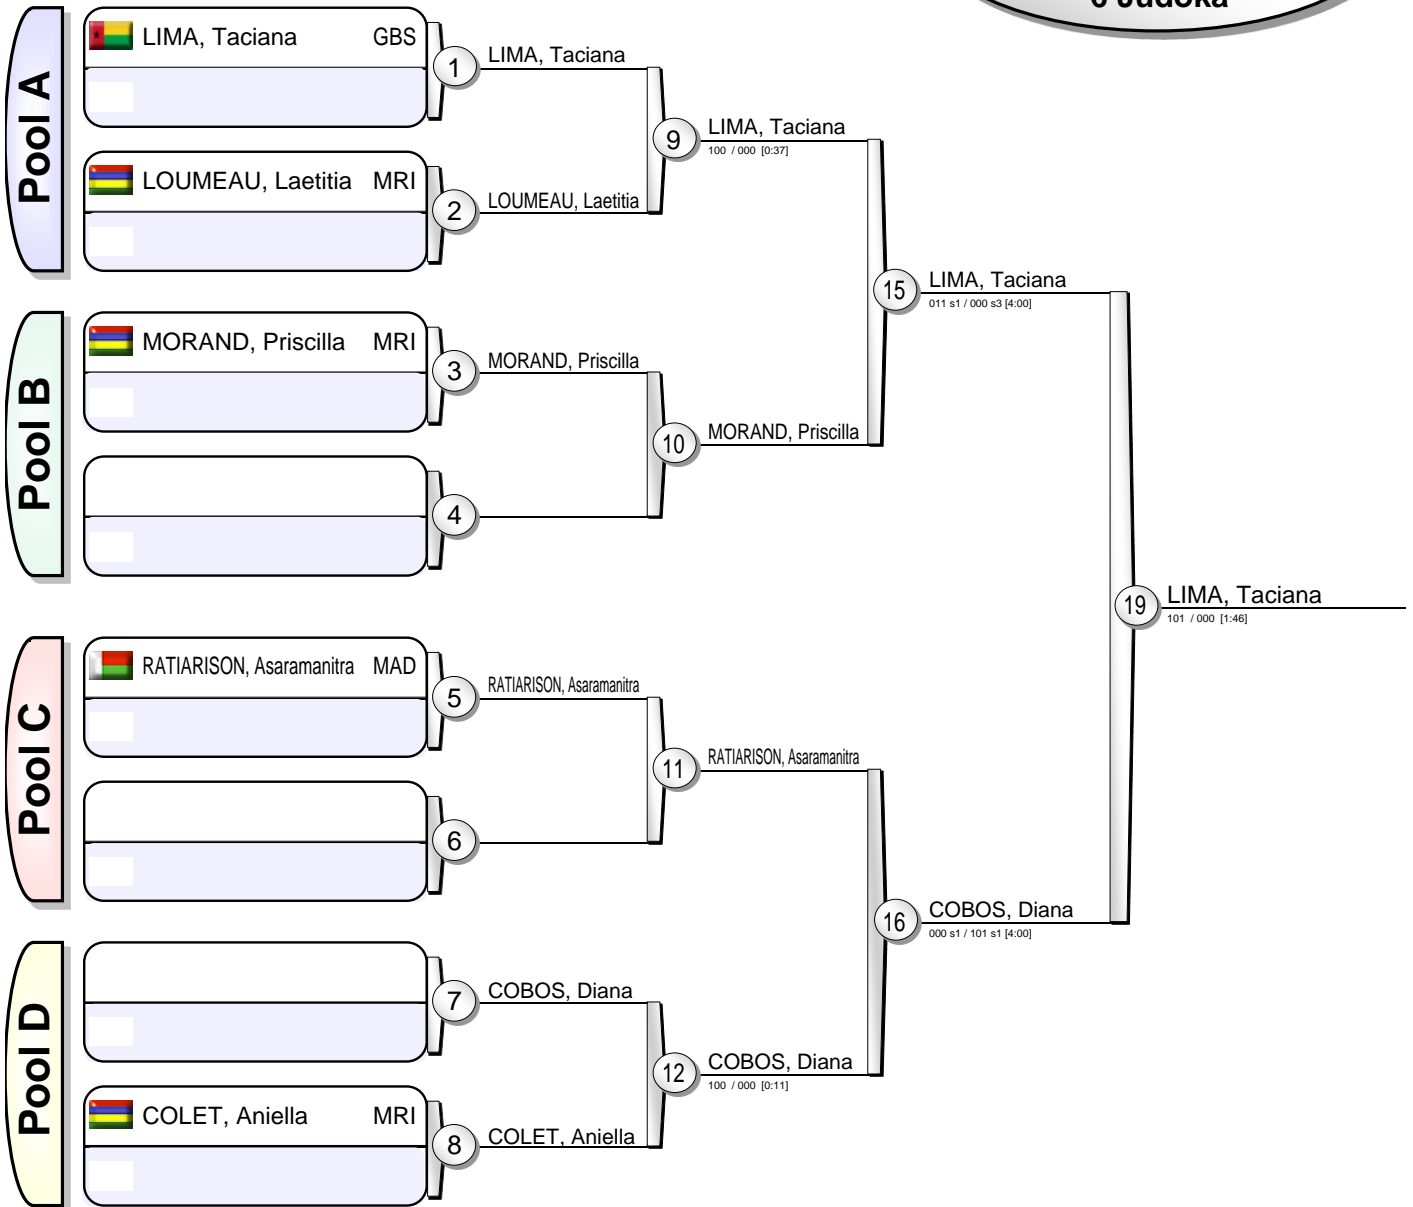 6 Judoka
Pool A
LIMA, Taciana GBS
1
LIMA, Taciana
LOUMEAU, Laetitia MRI
2
LOUMEAU, Laetitia
9
LIMA, Taciana
100 / 000 [0:37]
Pool B
MORAND, Priscilla MRI
3
MORAND, Priscilla
4
10
MORAND, Priscilla
15
LIMA, Taciana
011 s1 / 000 s3 [4:00]
Pool C
RATIARISON, Asaramanitra MAD
5
RATIARISON, Asaramanitra
6
11
RATIARISON, Asaramanitra
Pool D
7
COBOS, Diana
COLET, Aniella MRI
8
COLET, Aniella
12
COBOS, Diana
100 / 000 [0:11]
16
COBOS, Diana
000 s1 / 101 s1 [4:00]
19
LIMA, Taciana
101 / 000 [1:46]